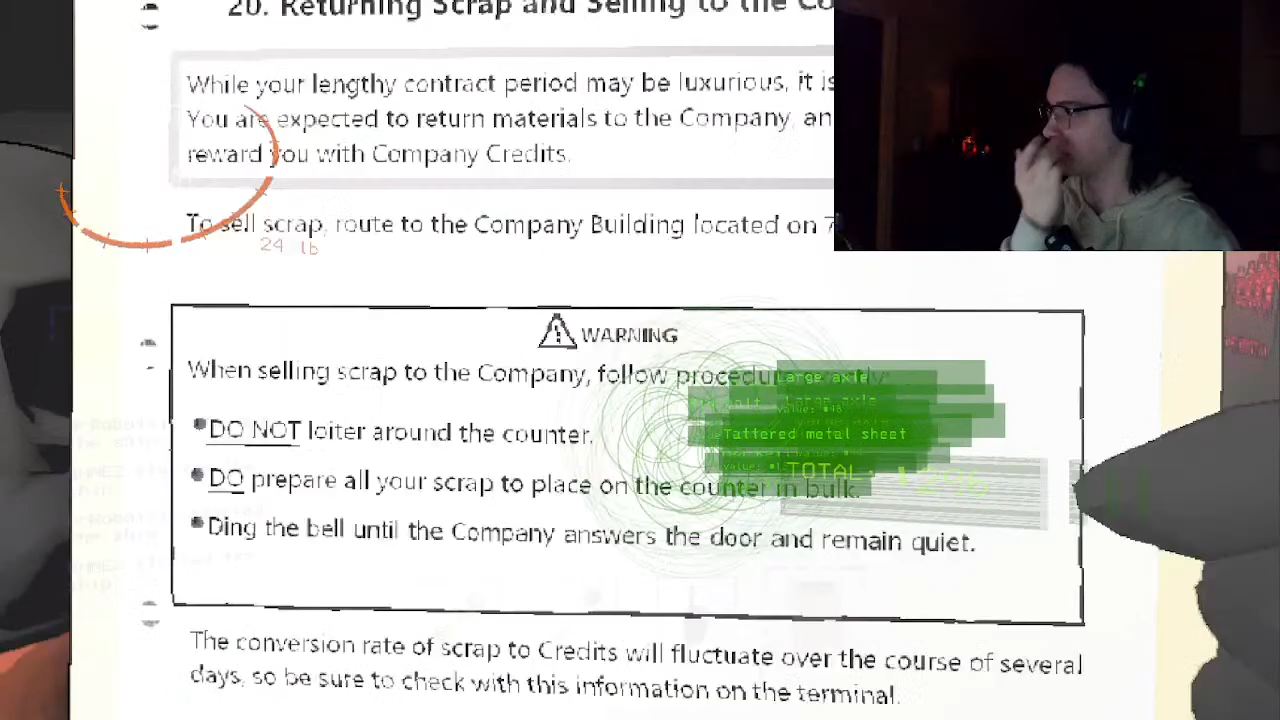 20. Returning Scrap and Selling to the Co
While your lengthy contract period may be luxurious, it is
You are expected to return materials to the Company, an
reward you with Company Credits.
To sell scrap, route to the Company Building located on 7
24 lb
WARNING
When selling scrap to the Company, follow
Large axle
Large axle
DO NOT loiter around the counter.
Tattered metal sheet
TOTAL: 296
DO prepare all your scrap to place on the counter in bulk.
Ding the bell until the Company answers the door and remain quiet.
The conversion rate of scrap to Credits will fluctuate over the course of several
days, so be sure to check with this information on the terminal.